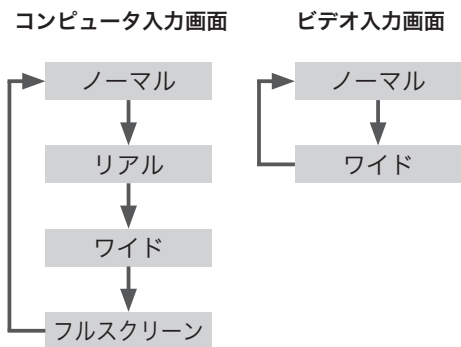 コンピュータ入力画面
ノーマル
リアル
ワイド
フルスクリーン
ビデオ入力画面
ノーマル
ワイド